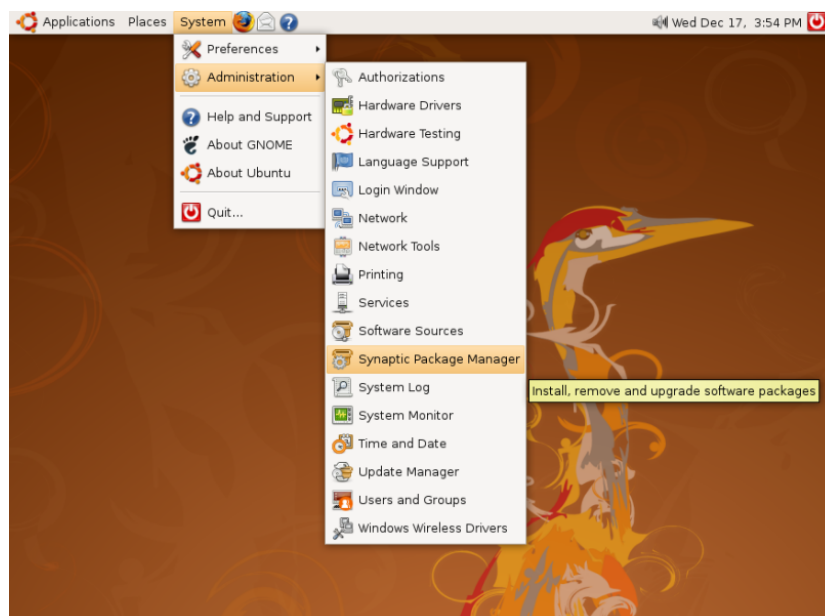 Applications Places System Wed Dec 17, 3:54 PM
Preferences
Administration
Help and Support
About GNOME
About Ubuntu
Quit...
Authorizations
Hardware Drivers
Hardware Testing
Language Support
Login Window
Network
Network Tools
Printing
Services
Software Sources
Synaptic Package Manager
System Log
System Monitor
Time and Date
Update Manager
Users and Groups
Windows Wireless Drivers
Install, remove and upgrade software packages